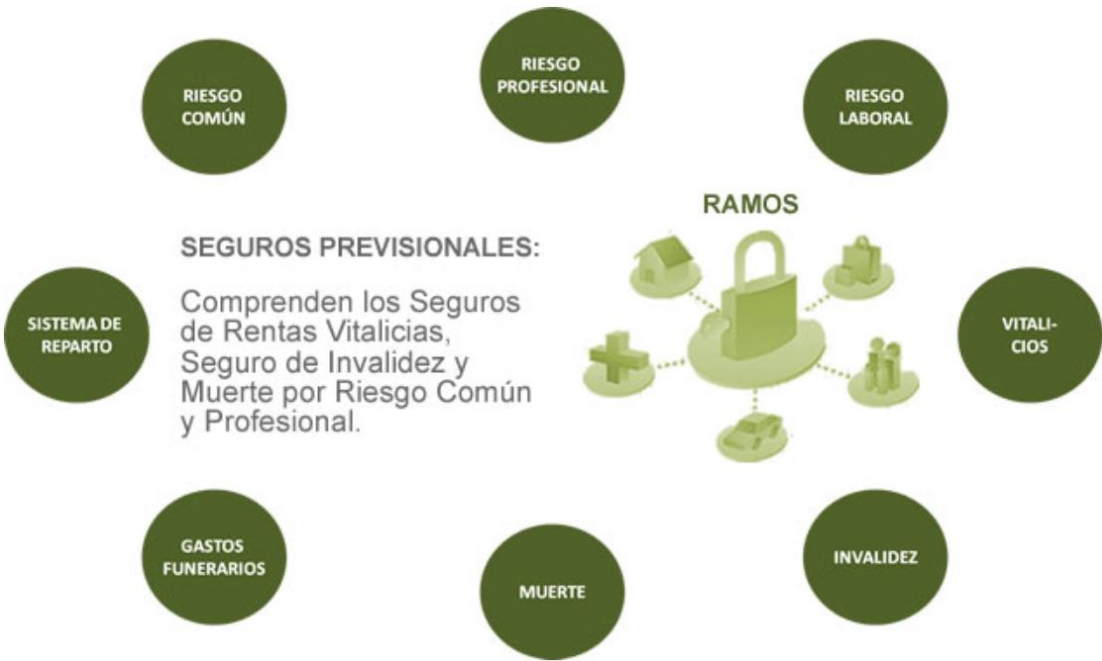 RIESGO
COMÚN
RIESGO
PROFESIONAL
RIESGO
LABORAL
RAMOS
SEGUROS PREVISIONALES:
Comprenden los Seguros
de Rentas Vitalicias,
Seguro de Invalidez y
Muerte por Riesgo Común
y Profesional.
SISTEMA DE
REPARTO
VITALI-
CIOS
GASTOS
FUNERARIOS
MUERTE
INVALIDEZ